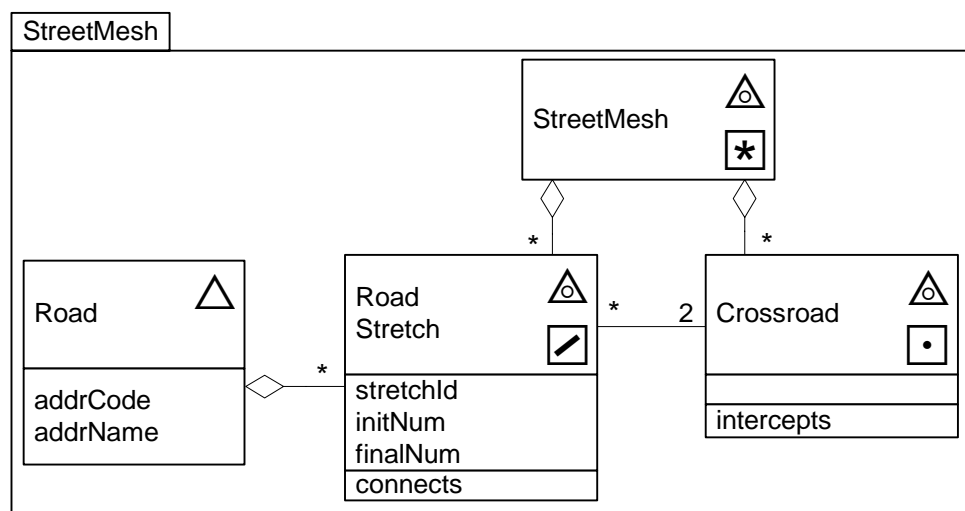 StreetMesh
StreetMesh
*
*
Road
addrCode
addrName
*
Road
Stretch
stretchId
initNum
finalNum
connects
*
2
Crossroad
intercepts